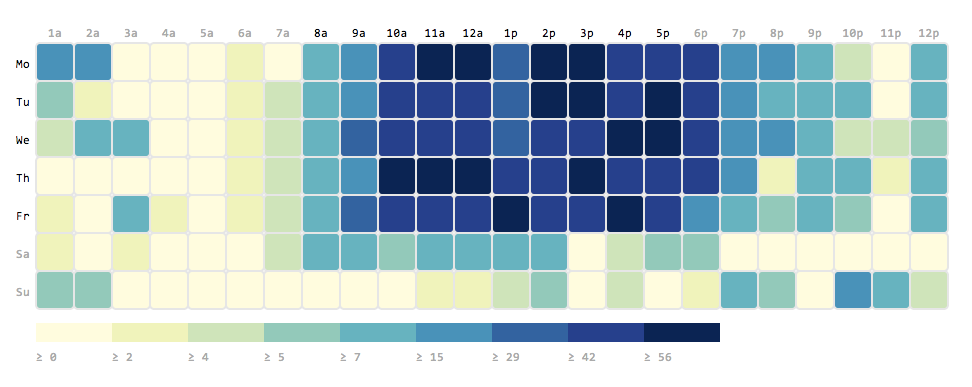 1a 2a 3a 4a 5a 6a 7a 8a 9a 10a 11a 12a 1p 2p 3p 4p 5p 6p 7p 8p 9p 10p 11p 12p
Mo
Tu
We
Th
Fr
Sa
Su
≥ 0 ≥ 2 ≥ 4 ≥ 5 ≥ 7 ≥ 15 ≥ 29 ≥ 42 ≥ 56